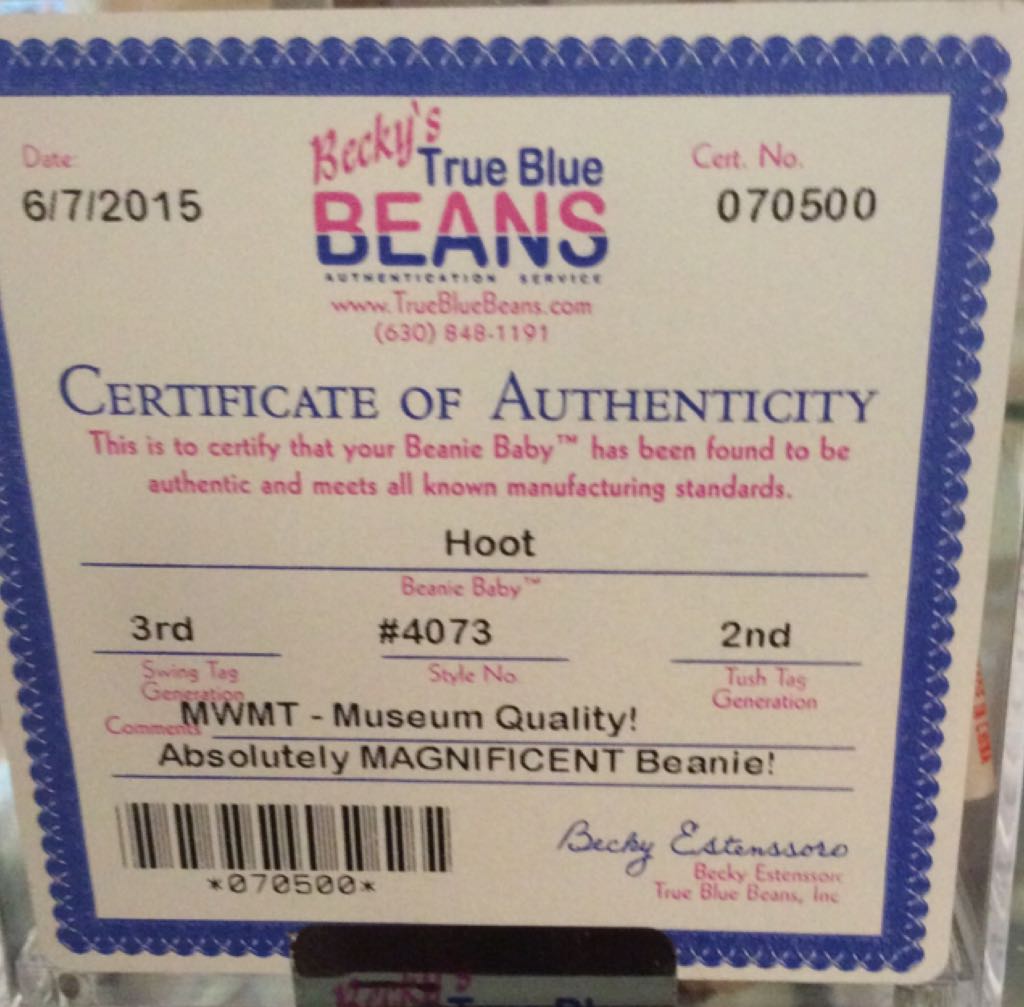 Date:
6/7/2015
Becky's
True Blue
BEANS
AUTHENTICATION SERVICE
www.TrueBlueBeans.com
(630) 848-1191
Cert. No.
070500
CERTIFICATE OF AUTHENTICITY
This is to certify that your Beanie Baby™ has been found to be
authentic and meets all known manufacturing standards.
Hoot
Beanie Baby™
3rd
Swing Tag
Generation
#4073
Style No.
2nd
Tush Tag
Generation
Comments MWMT - Museum Quality!
Absolutely MAGNIFICENT Beanie!
*070500*
Becky Estenssoro
Becky Estenssoro
True Blue Beans, Inc
Becky's
True Blue